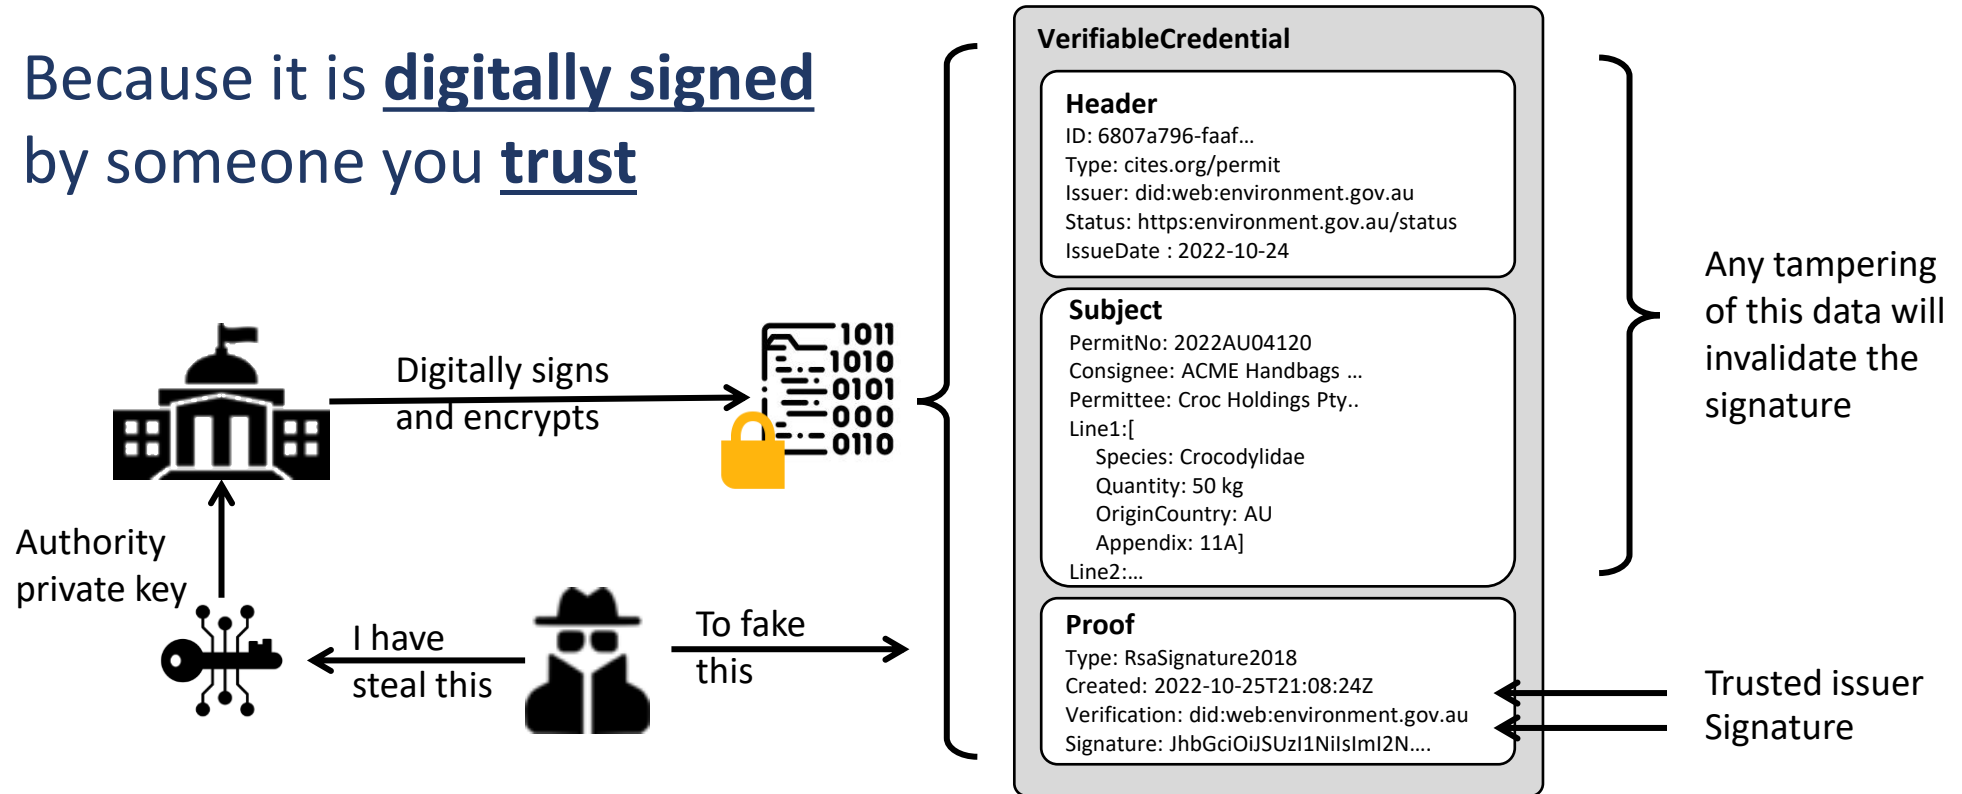 Because it is digitally signed
by someone you trust
1011
1010
0101
000
0110
Digitally signs
and encrypts
Authority
private key
I have
steal this
To fake
this
VerifiableCredential
Header
ID: 6807a796-faaf...
Type: cites.org/permit
Issuer: did:web:environment.gov.au
Status: https:environment.gov.au/status
IssueDate : 2022-10-24
Subject
PermitNo: 2022AU04120
Consignee: ACME Handbags ...
Permittee: Croc Holdings Pty..
Line1:[
Species: Crocodylidae
Quantity: 50 kg
OriginCountry: AU
Appendix: 11A]
Line2:...
Proof
Type: RsaSignature2018
Created: 2022-10-25T21:08:24Z
Verification: did:web:environment.gov.au
Signature: JhbGciOiJSUzI1NiIsImI2N....
Any tampering
of this data will
invalidate the
signature
Trusted issuer
Signature